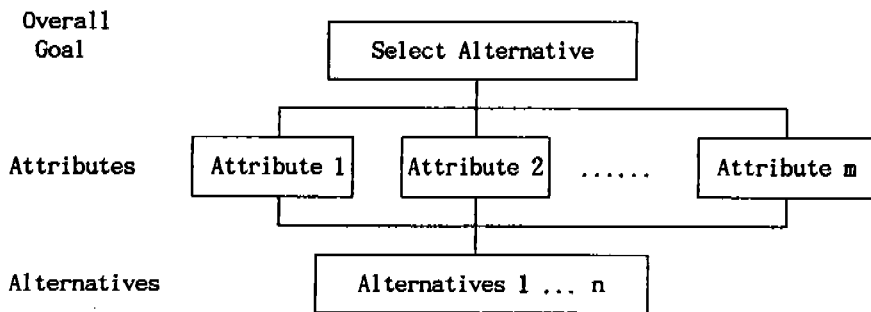 Overall
Goal
Select Alternative
Attributes
Attribute 1
Attribute 2
......
Attribute m
Alternatives
Alternatives 1 ... n